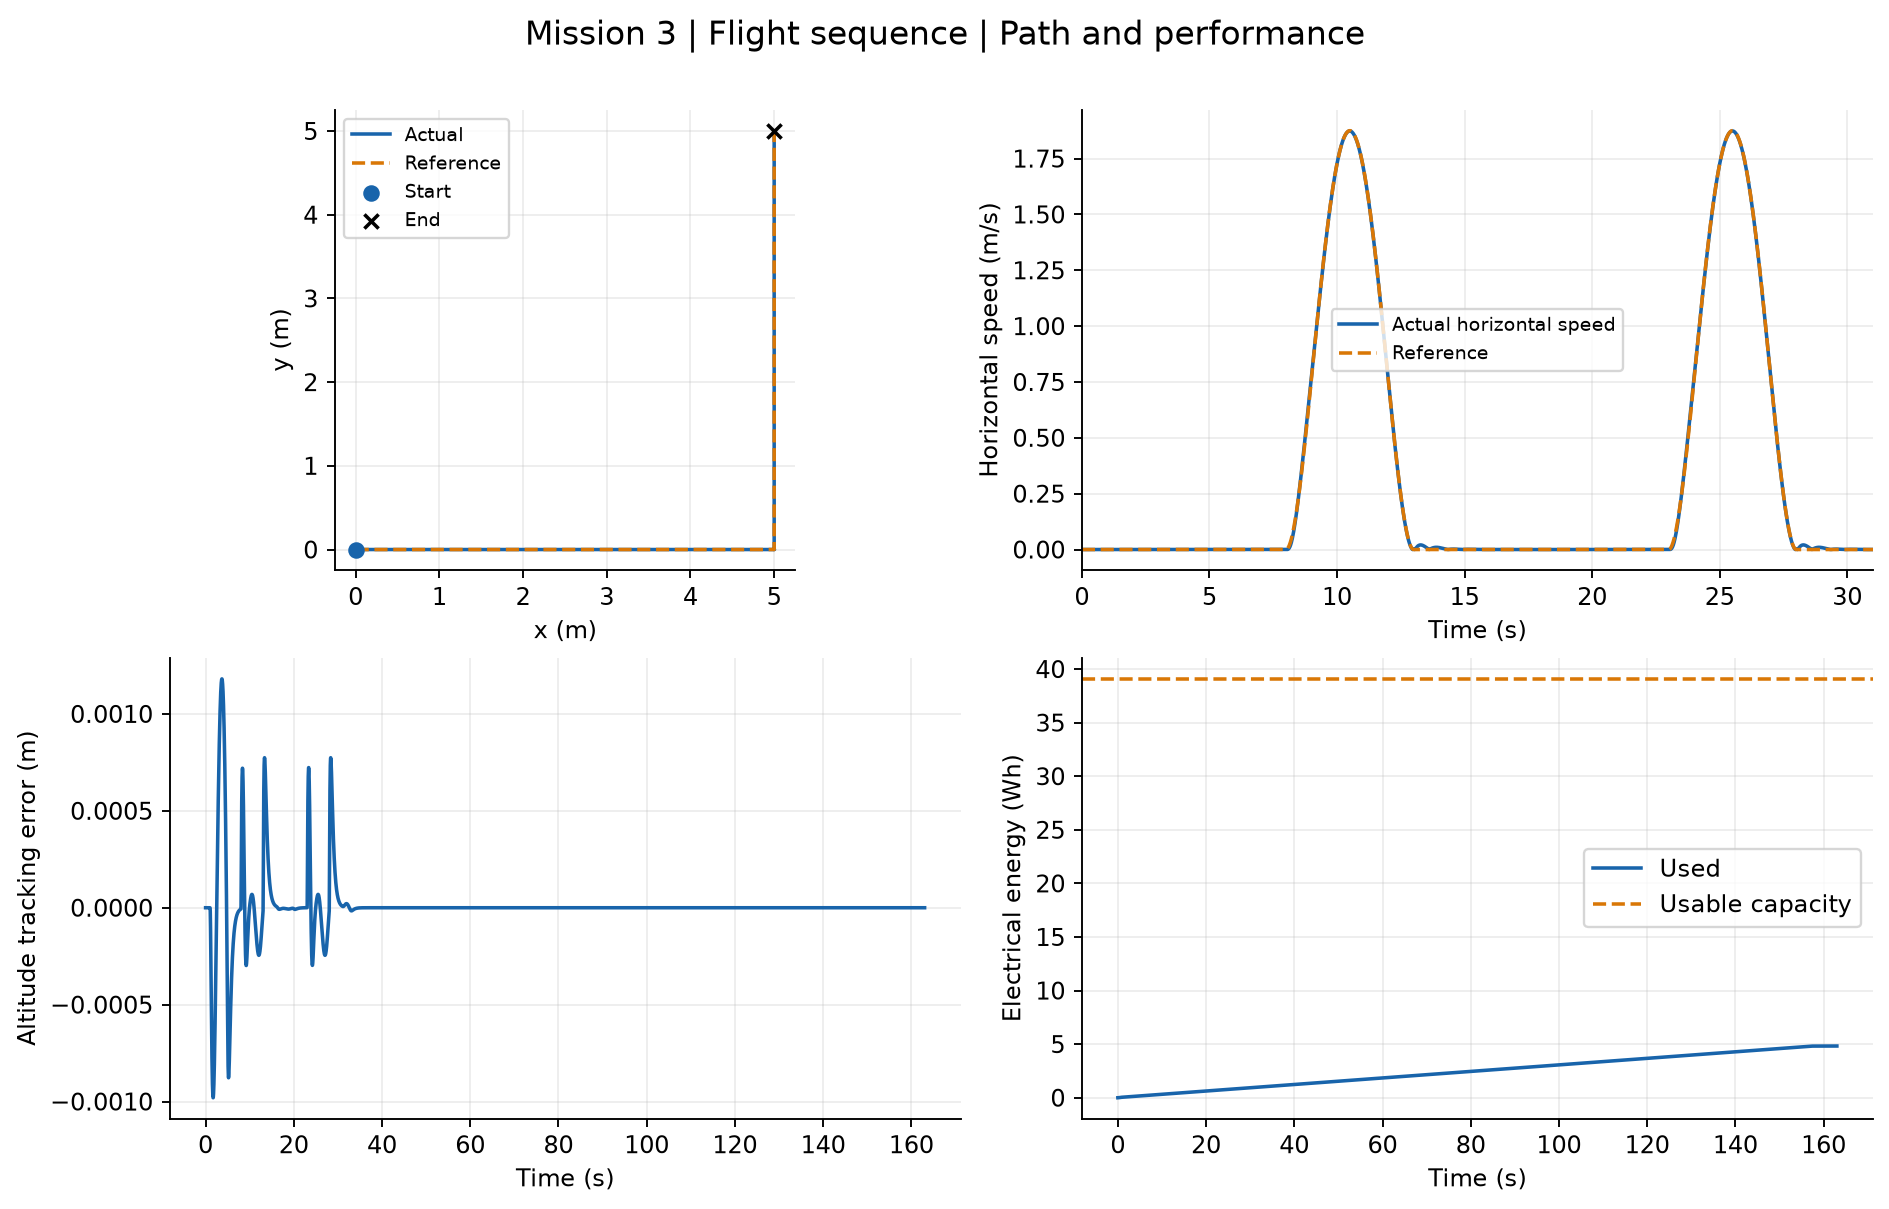 Mission 3 | Flight sequence | Path and performance
Actual
Reference
Start
End
5
4
3
2
1
0
y (m)
0 1 2 3 4 5
x (m)
Actual horizontal speed
Reference
1.75
1.50
1.25
1.00
0.75
0.50
0.25
0.00
Horizontal speed (m/s)
0 5 10 15 20 25 30
Time (s)
0.0010
0.0005
0.0000
−0.0005
−0.0010
Altitude tracking error (m)
0 20 40 60 80 100 120 140 160
Time (s)
40
35
30
25
20
15
10
5
0
Electrical energy (Wh)
Used
Usable capacity
0 20 40 60 80 100 120 140 160
Time (s)